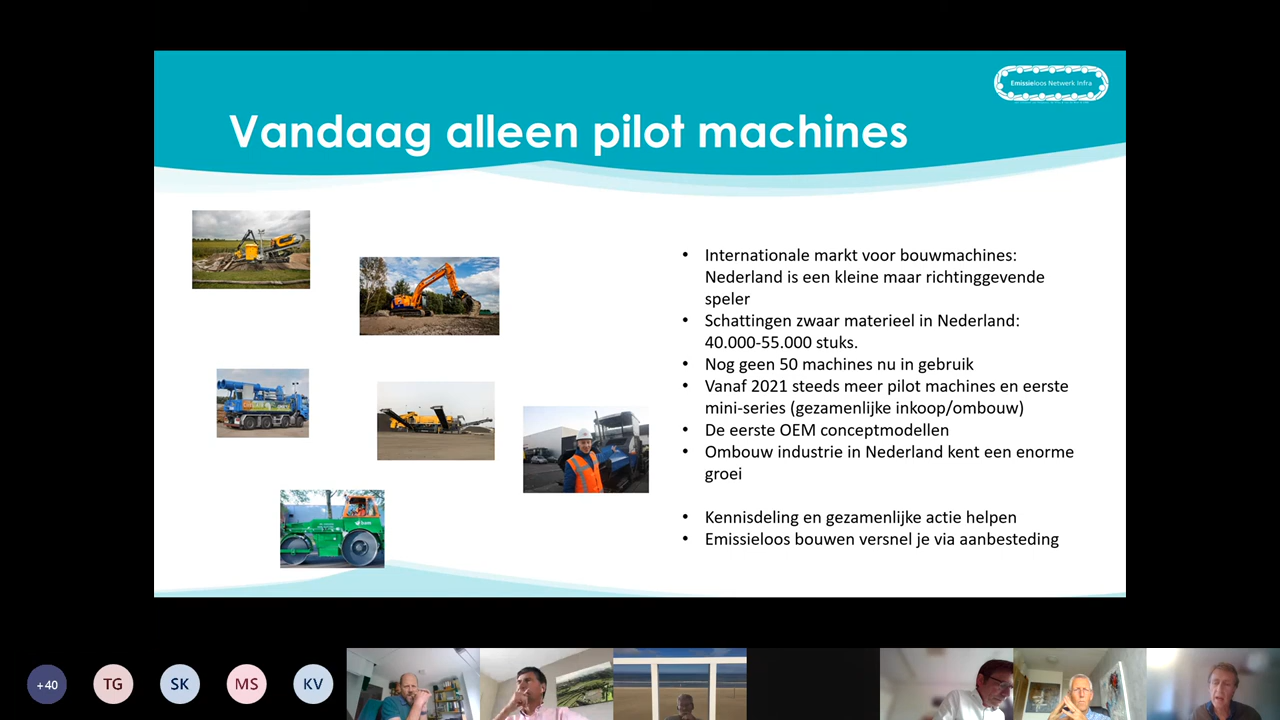 Emissieloos Netwerk Infra
Vandaag alleen pilot machines
• Internationale markt voor bouwmachines:
Nederland is een kleine maar richtinggevende
speler
• Schattingen zwaar materieel in Nederland:
40.000-55.000 stuks.
• Nog geen 50 machines nu in gebruik
• Vanaf 2021 steeds meer pilot machines en eerste
mini-series (gezamenlijke inkoop/ombouw)
• De eerste OEM conceptmodellen
• Ombouw industrie in Nederland kent een enorme
groei
• Kennisdeling en gezamenlijke actie helpen
• Emissieloos bouwen versnel je via aanbesteding
+40
TG
SK
MS
KV